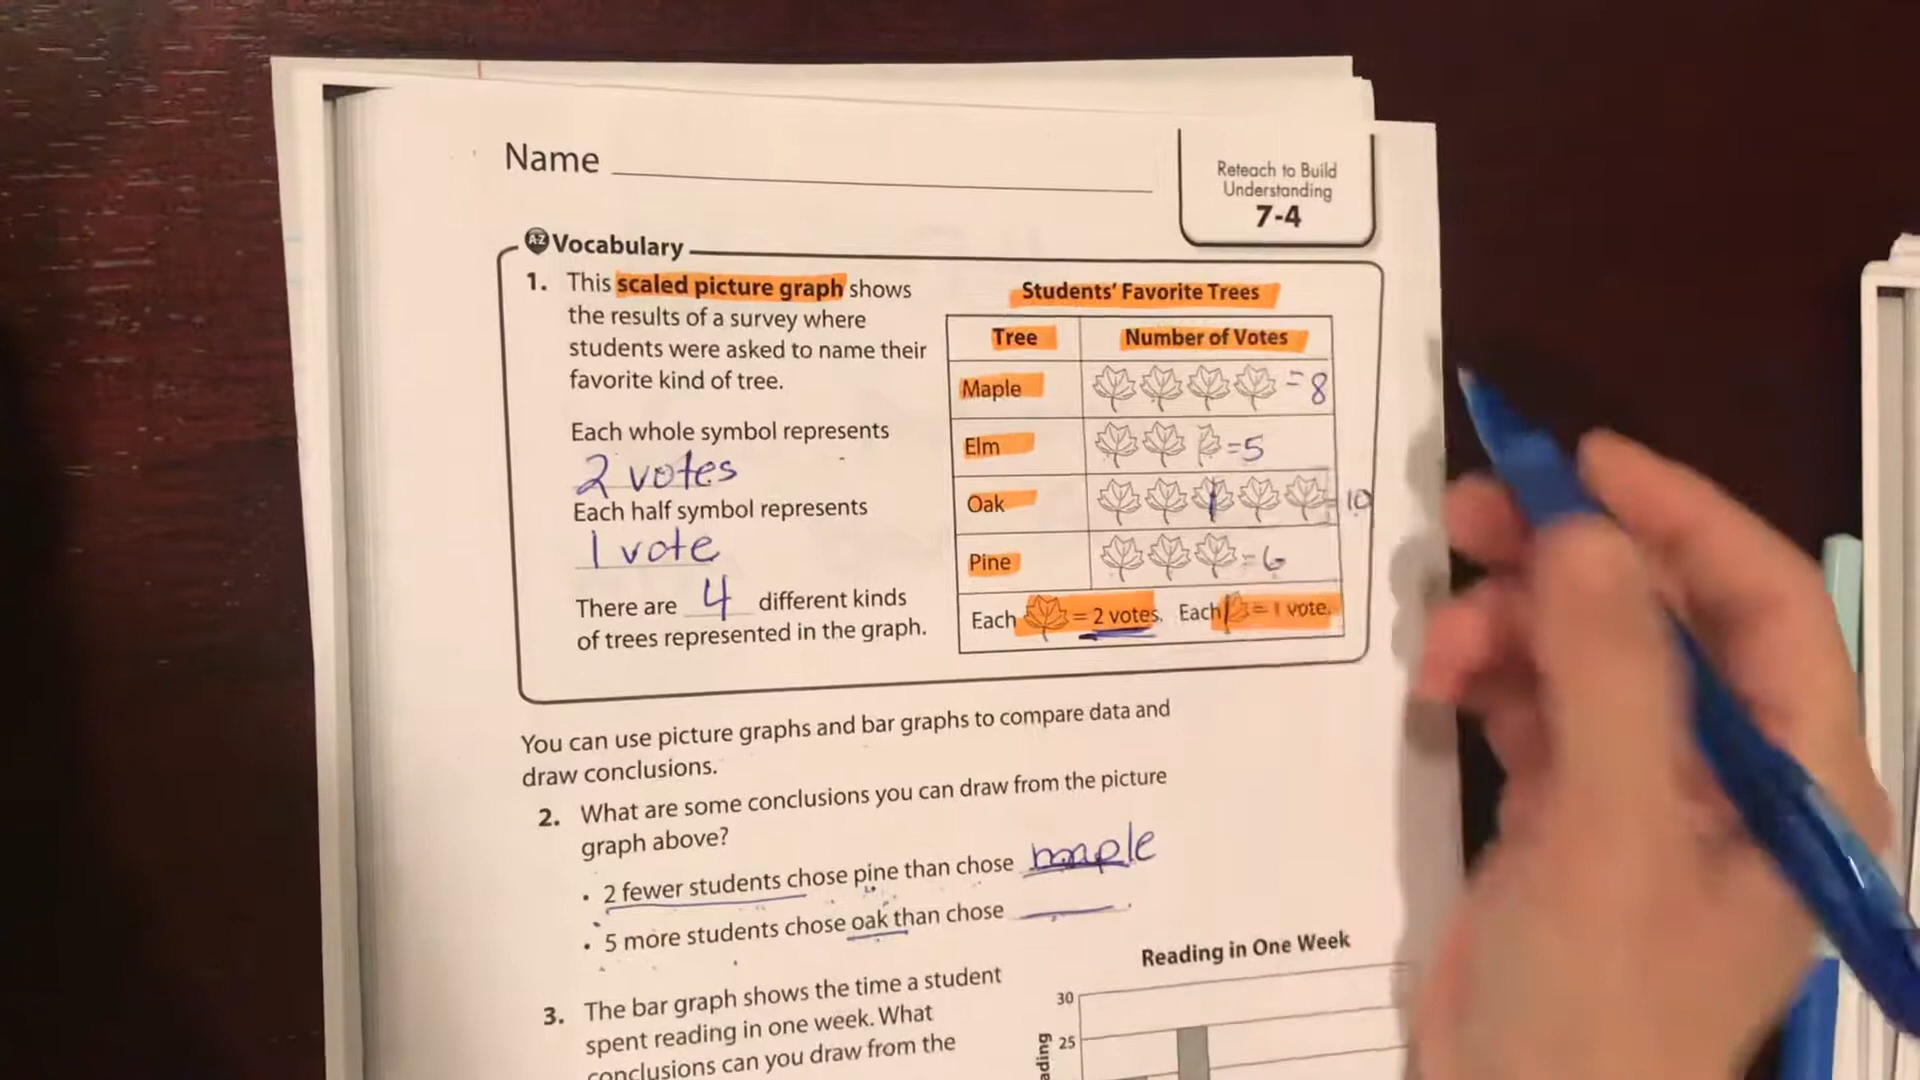 Name
Reteach to Build
Understanding
7-4
A-Z Vocabulary
1. This scaled picture graph shows
the results of a survey where
students were asked to name their
favorite kind of tree.
Each whole symbol represents
2 votes
Each half symbol represents
1 vote
There are 4 different kinds
of trees represented in the graph.
Students' Favorite Trees
Tree Number of Votes
Maple = 8
Elm = 5
Oak = 10
Pine = 6
Each = 2 votes. Each = 1 vote.
You can use picture graphs and bar graphs to compare data and
draw conclusions.
2. What are some conclusions you can draw from the picture
graph above?
• 2 fewer students chose pine than chose maple
• 5 more students chose oak than chose
3. The bar graph shows the time a student
spent reading in one week. What
conclusions can you draw from the
Reading in One Week
30
25
ading